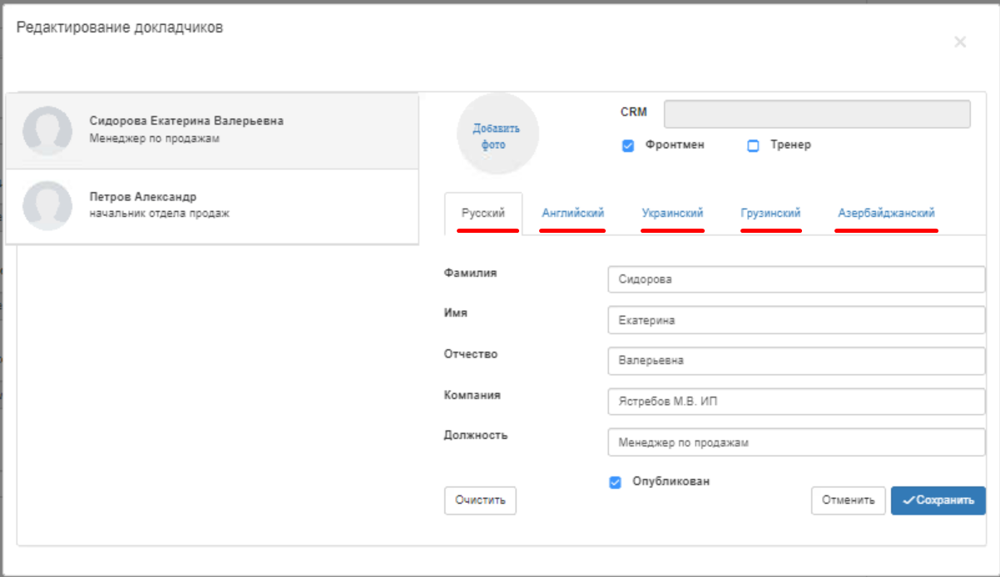 Редактирование докладчиков
×
Сидорова Екатерина Валерьевна
Менеджер по продажам
Петров Александр
начальник отдела продаж
Добавить
фото
CRM
Фронтмен
Тренер
Русский Английский Украинский Грузинский Азербайджанский
Фамилия Сидорова
Имя Екатерина
Отчество Валерьевна
Компания Ястребов М.В. ИП
Должность Менеджер по продажам
Опубликован
Очистить Отменить Сохранить